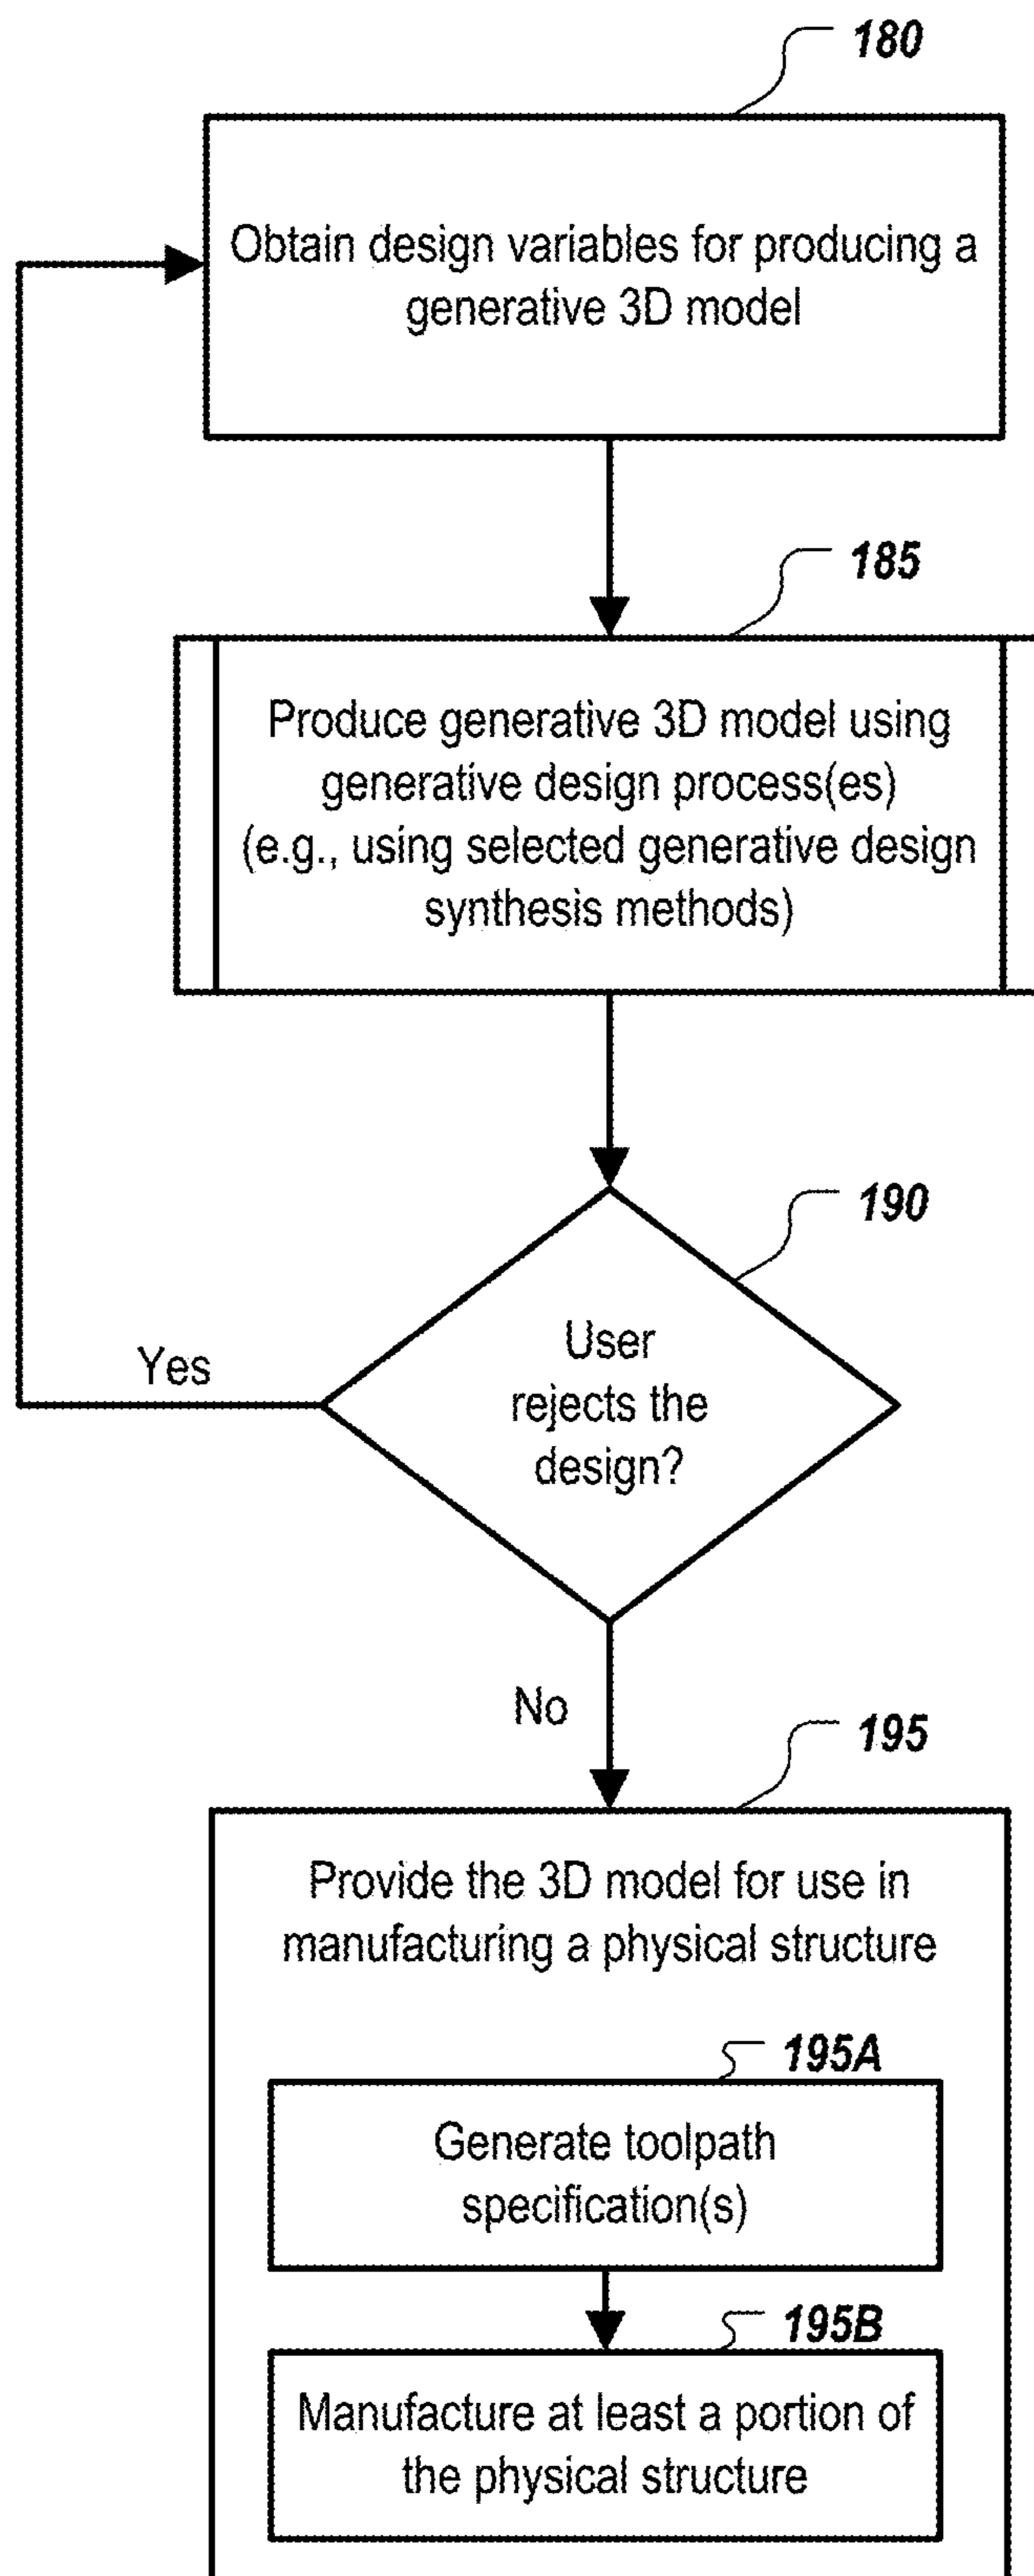 180
Obtain design variables for producing a
generative 3D model
185
Produce generative 3D model using
generative design process(es)
(e.g., using selected generative design
synthesis methods)
190
User
rejects the
design?
Yes
No
195
Provide the 3D model for use in
manufacturing a physical structure
195A
Generate toolpath
specification(s)
195B
Manufacture at least a portion of
the physical structure